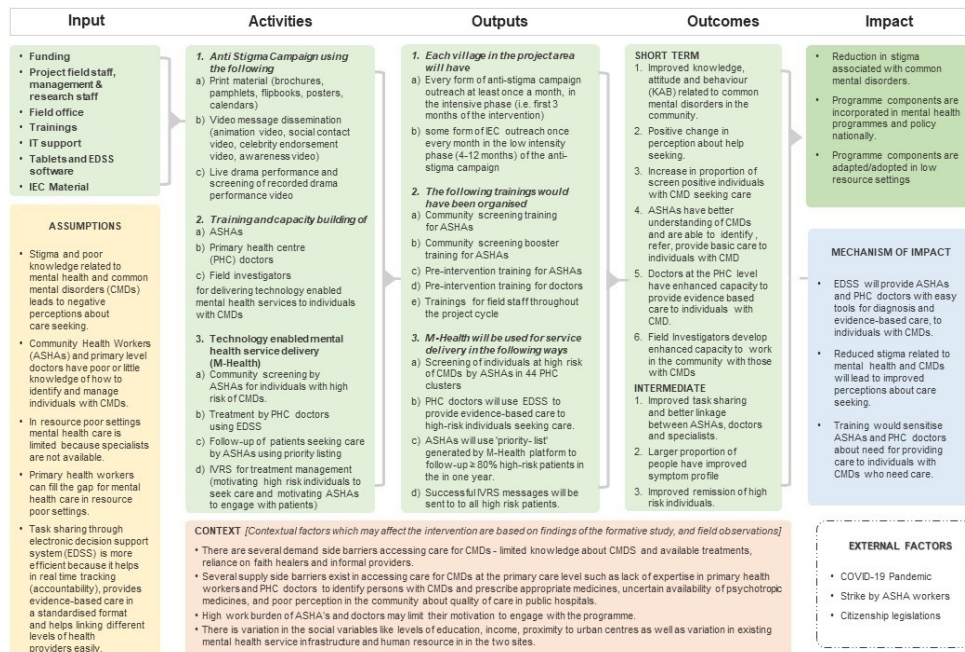 Input
Activities
Outputs
Outcomes
Impact
• Funding
• Project field staff,
management &
research staff
• Field office
• Trainings
• IT support
• Tablets and EDSS
software
• IEC Material
ASSUMPTIONS
• Stigma and poor
knowledge related to
mental health and common
mental disorders (CMDs)
leads to negative
perceptions about
care seeking.
• Community Health Workers
(ASHAs) and primary level
doctors have poor or little
knowledge of how to
identify and manage
individuals with CMDs.
• In resource poor settings
mental health care is
limited because specialists
are not available.
• Primary health workers
can fill the gap for
mental health care in resource
poor settings.
• Task sharing through
electronic decision support
system (EDSS) is more
efficient because it helps
in real time tracking
(accountability), provides
evidence-based care in
a standardised format
and helps linking different
levels of health
providers easily.
1. Anti Stigma Campaign using
the following
a) Print material (brochures,
pamphlets, flipbooks, posters,
calendars)
b) Video message dissemination
(animation video, social contact
video, celebrity endorsement
video, awareness video)
c) Live drama performance and
screening of recorded drama
performance video
2. Training and capacity building of
a) ASHAs
b) Primary health centre
(PHC) doctors
c) Field investigators
for delivering technology enabled
mental health services to individuals
with CMDs
3. Technology enabled mental
health service delivery
(M-Health)
a) Community screening by
ASHAs for individuals with high
risk of CMDs.
b) Treatment by PHC doctors
using EDSS
c) Follow-up of patients seeking care
by ASHAs using priority listing
d) IVRS for treatment management
(motivating high risk individuals to
seek care and motivating ASHAs
to engage with patients)
1. Each village in the project area
will have
a) Every form of anti-stigma campaign
outreach at least once a month, in
the intensive phase (i.e. first 3
months of the intervention)
b) some form of IEC outreach once
every month in the low intensity
phase (4-12 months) of the anti-
stigma campaign
2. The following trainings would
have been organised
a) Community screening training
for ASHAs
b) Community screening booster
training for ASHAs
c) Pre-intervention training for ASHAs
d) Pre-intervention training for doctors
e) Trainings for field staff throughout
the project cycle
3. M-Health will be used for service
delivery in the following ways
a) Screening of individuals at high risk
of CMDs by ASHAs in 44 PHC
clusters
b) PHC doctors will use EDSS to
provide evidence-based care to
high-risk individuals seeking care.
c) ASHAs will use 'priority- list'
generated by M-Health platform to
follow-up ≥ 80% high-risk patients in
the in one year.
d) Successful IVRS messages will be
sent to to all high risk patients.
SHORT TERM
1. Improved knowledge,
attitude and behaviour
(KAB) related to common
mental disorders in the
community.
2. Positive change in
perception about help
seeking.
3. Increase in proportion of
screen positive individuals
with CMD seeking care
4. ASHAs have better
understanding of CMDs
and are able to identify ,
refer, provide basic care to
individuals with CMD
5. Doctors at the PHC level
have enhanced capacity to
provide evidence based
care to individuals with
CMD.
6. Field Investigators develop
enhanced capacity to work
in the community with those
with CMDs
INTERMEDIATE
1. Improved task sharing
and better linkage
between ASHAs, doctors
and specialists.
2. Larger proportion of
people have improved
symptom profile
3. Improved remission of high
risk individuals.
• Reduction in stigma
associated with common
mental disorders.
• Programme components are
incorporated in mental health
programmes and policy
nationally.
• Programme components are
adapted/adopted in low
resource settings
MECHANISM OF IMPACT
• EDSS will provide ASHAs
and PHC doctors with easy
tools for diagnosis and
evidence-based care, to
individuals with CMDs.
• Reduced stigma related to
mental health and CMDs
will lead to improved
perceptions about care
seeking.
• Training would sensitise
ASHAs and PHC doctors
about need for providing
care to individuals with
CMDs who need care.
CONTEXT [Contextual factors which may affect the intervention are based on findings of the formative study, and field observations]
• There are several demand side barriers accessing care for CMDs - limited knowledge about CMDS and available treatments,
reliance on faith healers and informal providers.
• Several supply side barriers exist in accessing care for CMDs at the primary care level such as lack of expertise in primary health
workers and PHC doctors to identify persons with CMDs and prescribe appropriate medicines, uncertain availability of psychotropic
medicines, and poor perception in the community about quality of care in public hospitals.
• High work burden of ASHA's and doctors may limit their motivation to engage with the programme.
• There is variation in the social variables like levels of education, income, proximity to urban centres as well as variation in existing
mental health service infrastructure and human resource in in the two sites.
EXTERNAL FACTORS
• COVID-19 Pandemic
• Strike by ASHA workers
• Citizenship legislations